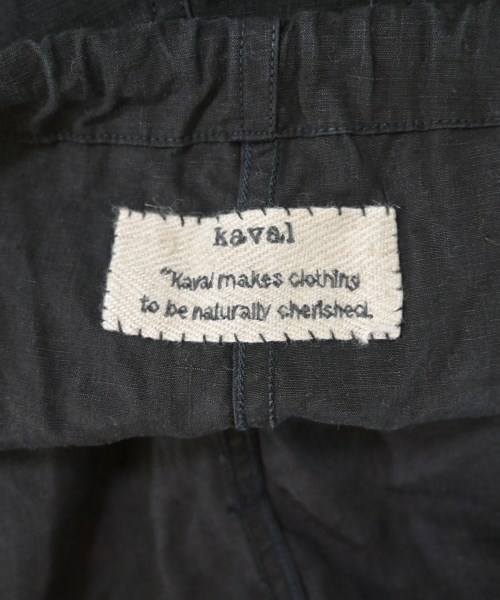 kaval
“Kaval makes clothing
to be naturally cherished.